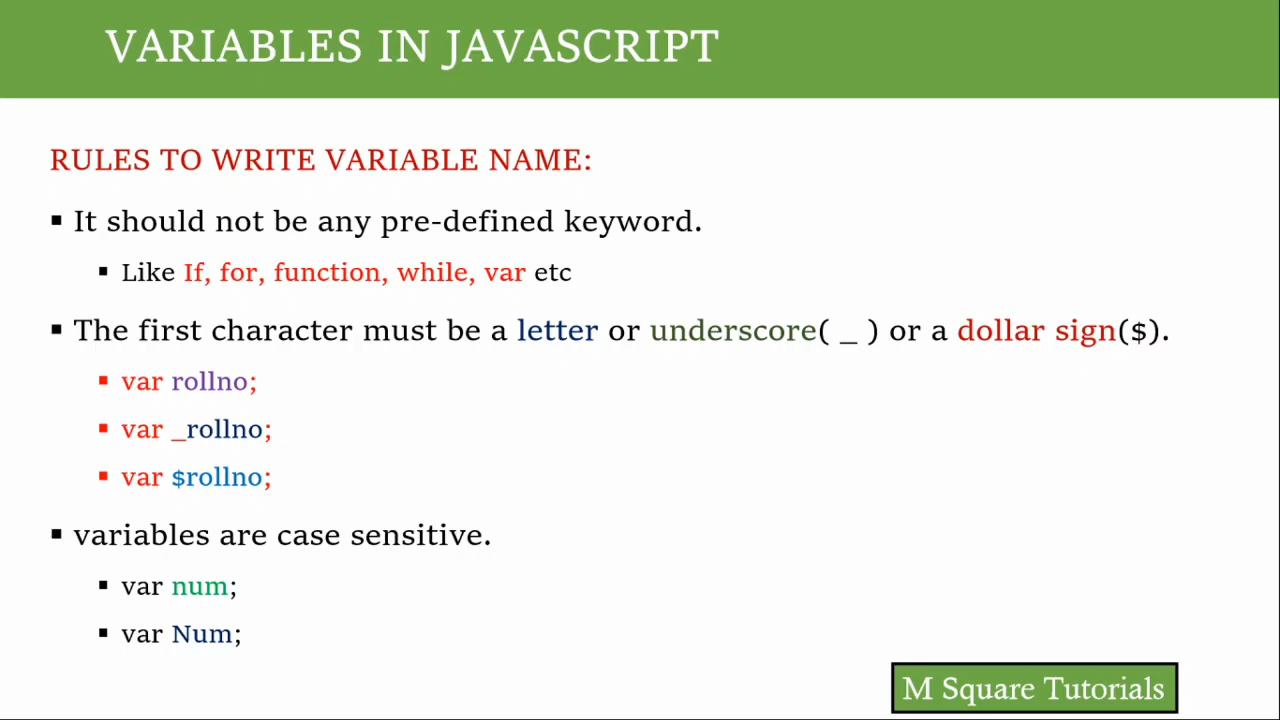 VARIABLES IN JAVASCRIPT
RULES TO WRITE VARIABLE NAME:
▪ It should not be any pre-defined keyword.
▪ Like If, for, function, while, var etc
▪ The first character must be a letter or underscore( _ ) or a dollar sign($).
▪ var rollno;
▪ var _rollno;
▪ var $rollno;
▪ variables are case sensitive.
▪ var num;
▪ var Num;
M Square Tutorials